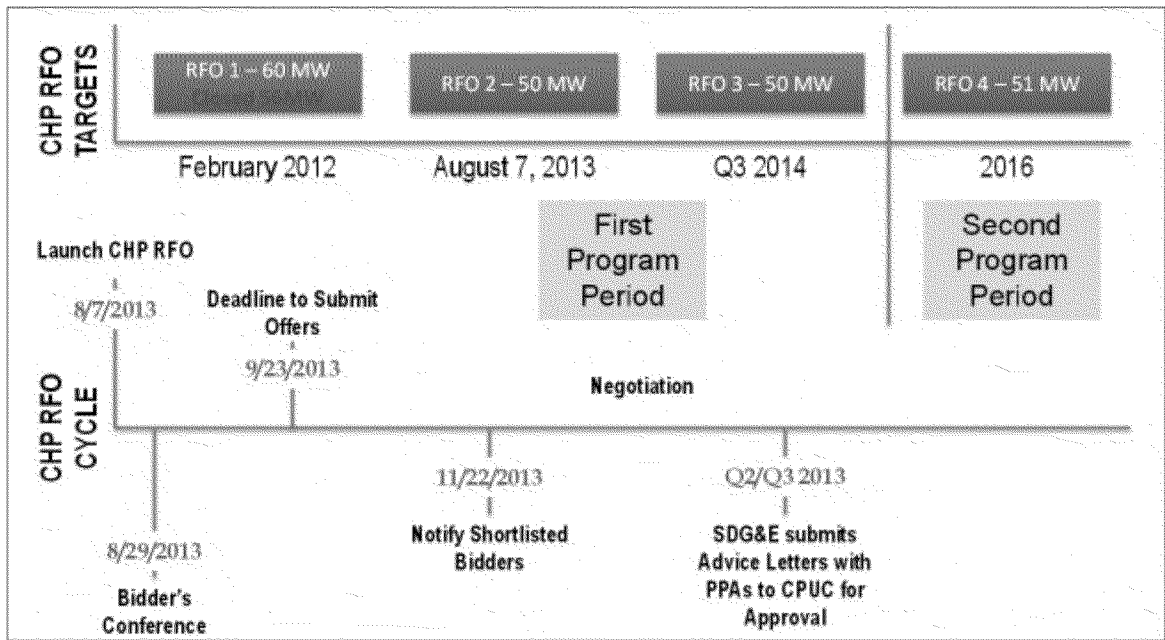 CHP RFO
TARGETS
RFO 1 – 60 MW
RFO 2 – 50 MW
RFO 3 – 50 MW
RFO 4 – 51 MW
February 2012
August 7, 2013
Q3 2014
2016
First
Program
Period
Second
Program
Period
CHP RFO
CYCLE
Launch CHP RFO
8/7/2013
Deadline to Submit
Offers
9/23/2013
Negotiation
8/29/2013
Bidder's
Conference
11/22/2013
Notify Shortlisted
Bidders
Q2/Q3 2013
SDG&E submits
Advice Letters with
PPAs to CPUC for
Approval